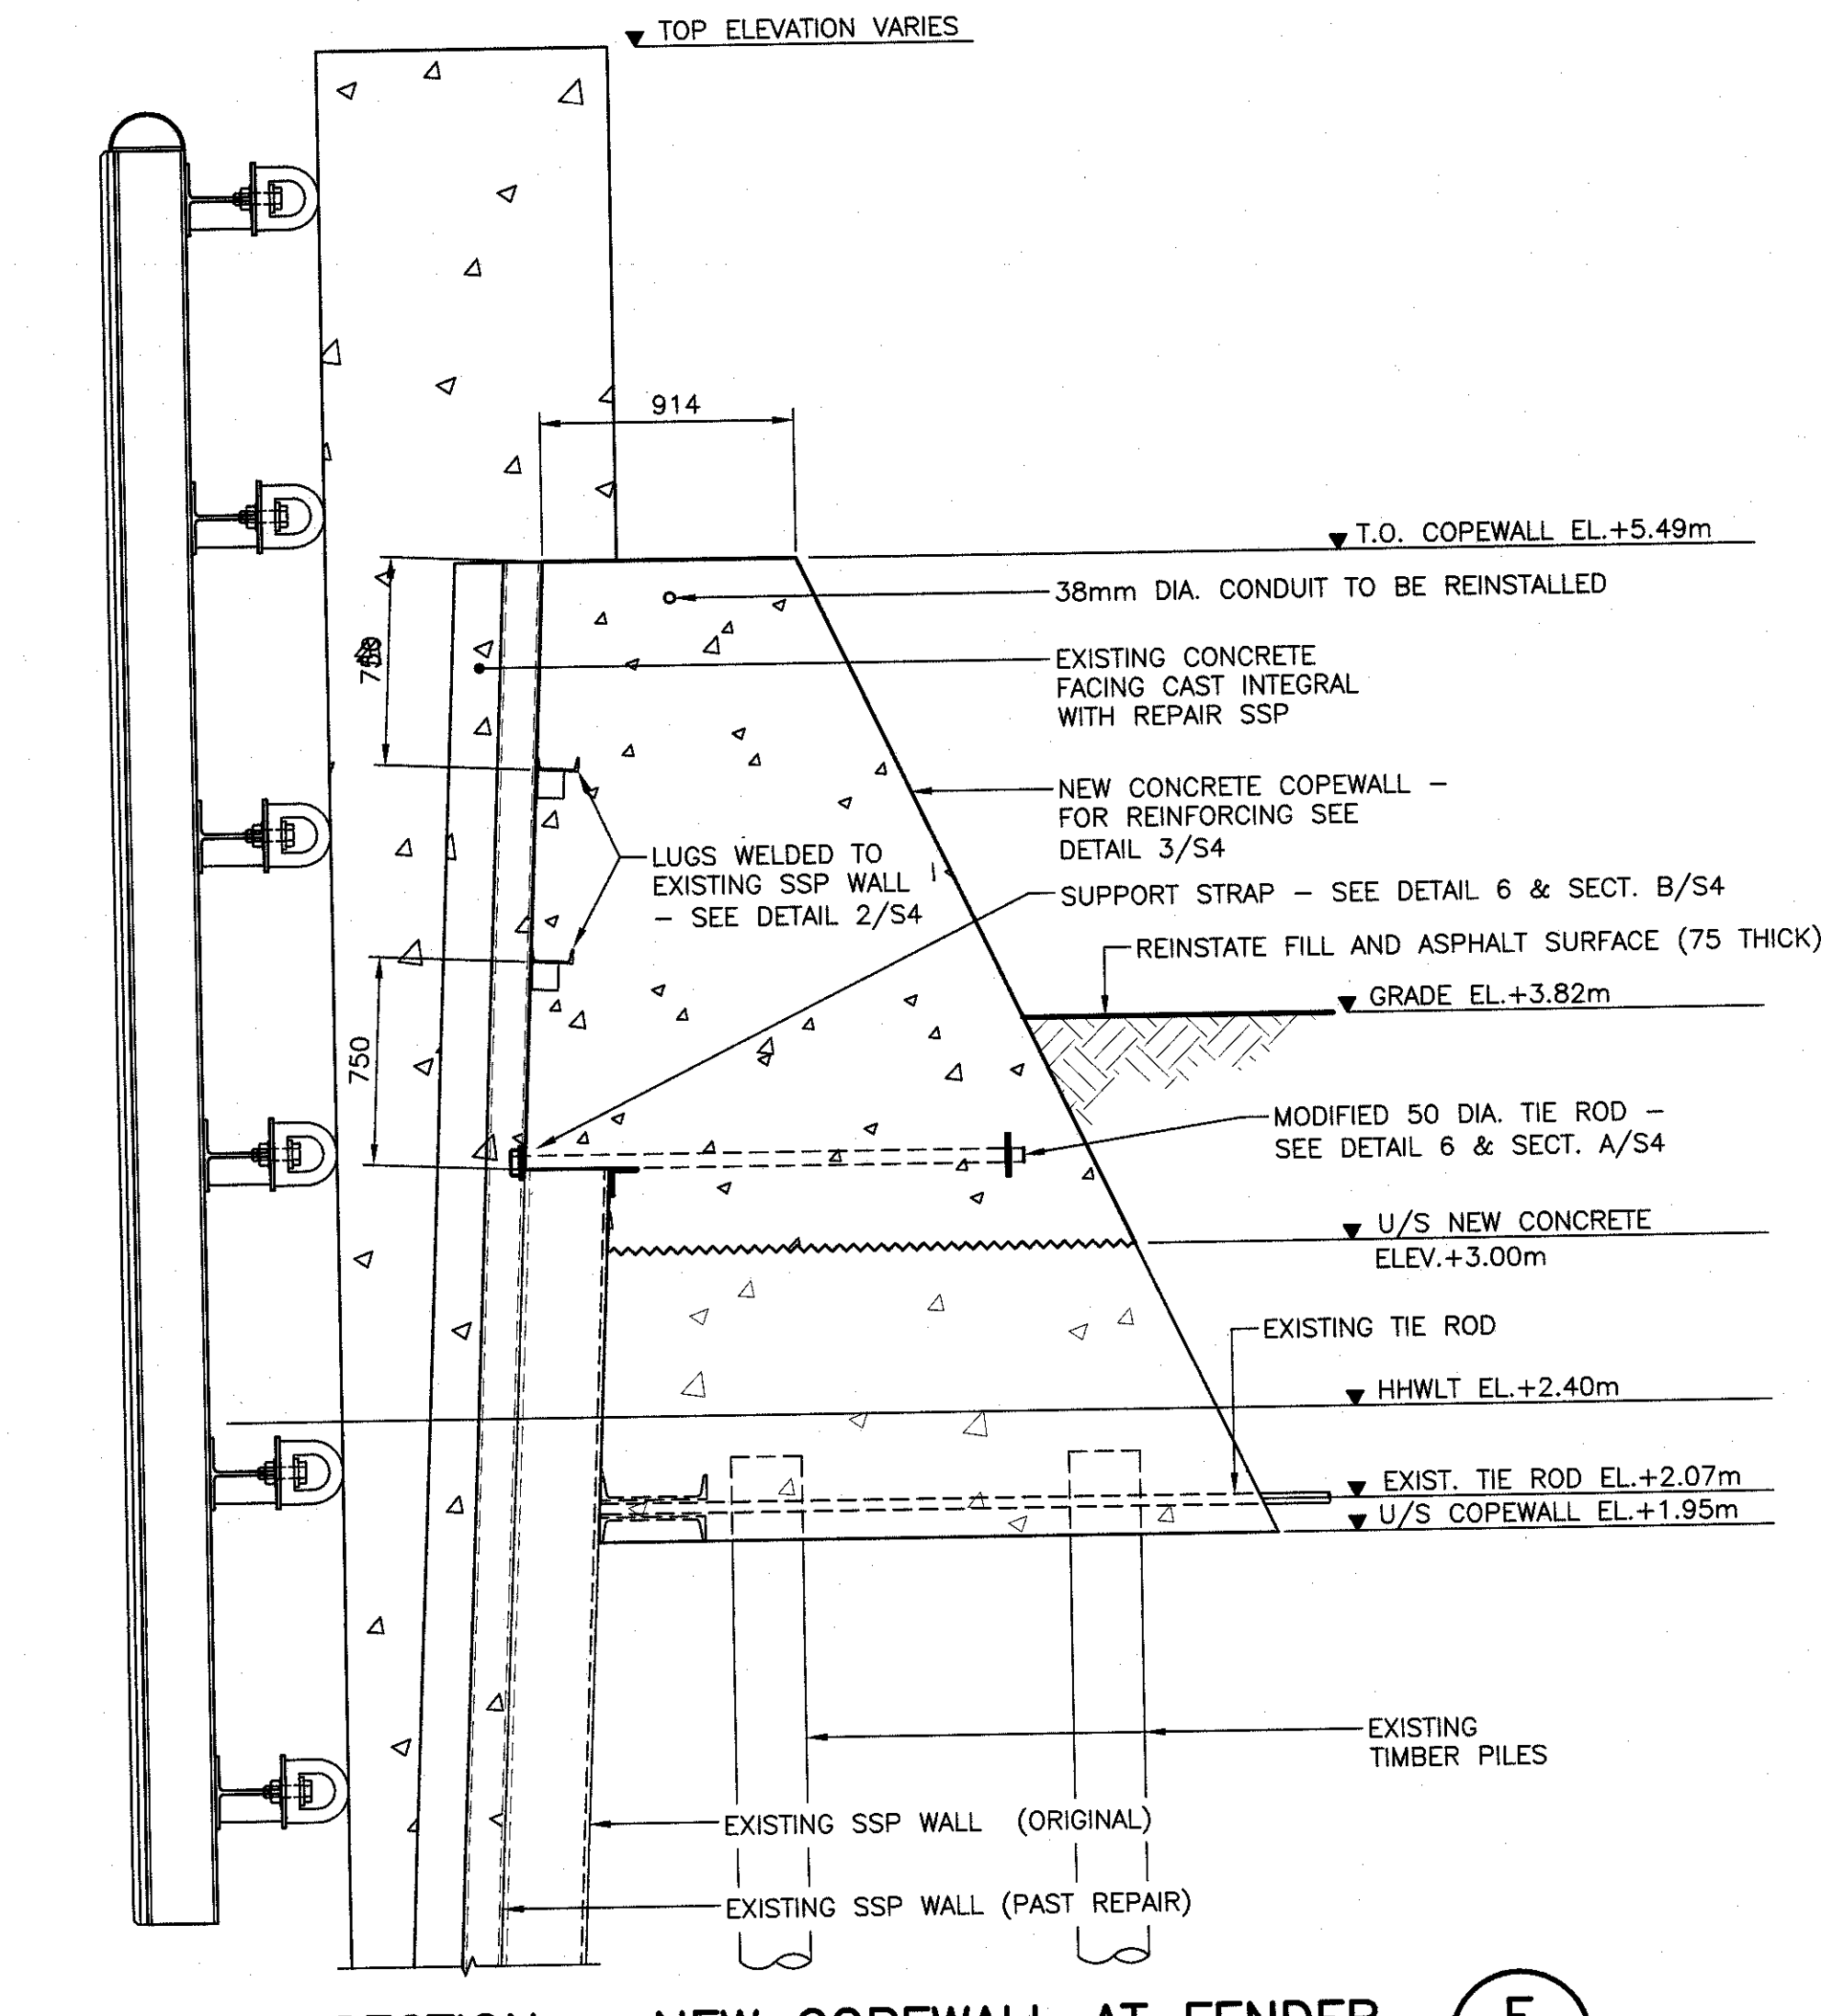 TOP ELEVATION VARIES
914
T.O. COPEWALL EL.+5.49m
38mm DIA. CONDUIT TO BE REINSTALLED
EXISTING CONCRETE
FACING CAST INTEGRAL
WITH REPAIR SSP
NEW CONCRETE COPEWALL –
FOR REINFORCING SEE
DETAIL 3/S4
LUGS WELDED TO
EXISTING SSP WALL
– SEE DETAIL 2/S4
SUPPORT STRAP – SEE DETAIL 6 & SECT. B/S4
REINSTATE FILL AND ASPHALT SURFACE (75 THICK)
GRADE EL.+3.82m
750
MODIFIED 50 DIA. TIE ROD –
SEE DETAIL 6 & SECT. A/S4
U/S NEW CONCRETE
ELEV.+3.00m
EXISTING TIE ROD
HHWLT EL.+2.40m
EXIST. TIE ROD EL.+2.07m
U/S COPEWALL EL.+1.95m
EXISTING
TIMBER PILES
EXISTING SSP WALL (ORIGINAL)
EXISTING SSP WALL (PAST REPAIR)
NEW COPEWALL AT FENDER